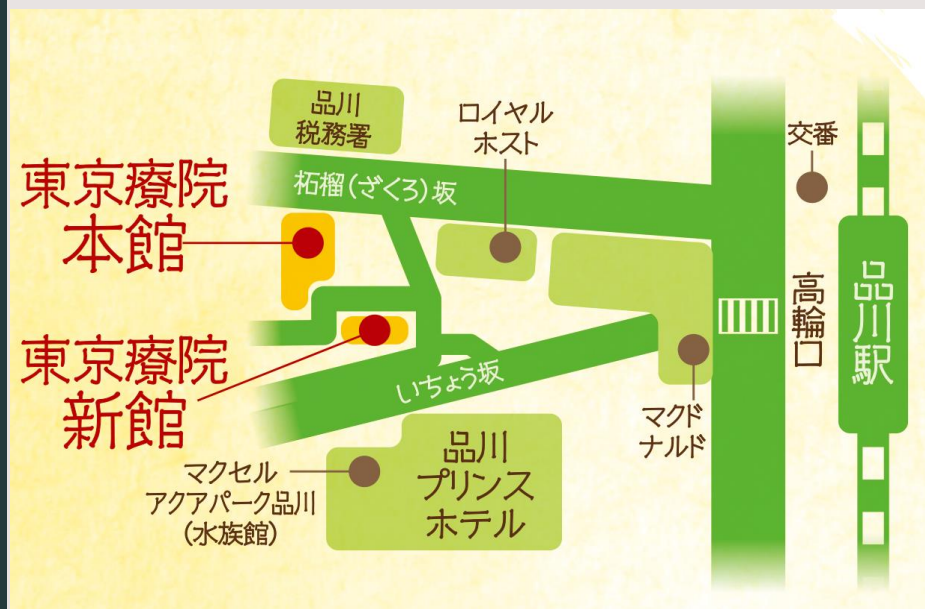 品川
税務署
ロイヤル
ホスト
交番
東京療院
本館
柘榴(ざくろ)坂
高輪口
品川駅
東京療院
新館
いちょう坂
マクド
ナルド
マクセル
アクアパーク品川
(水族館)
品川
プリンス
ホテル